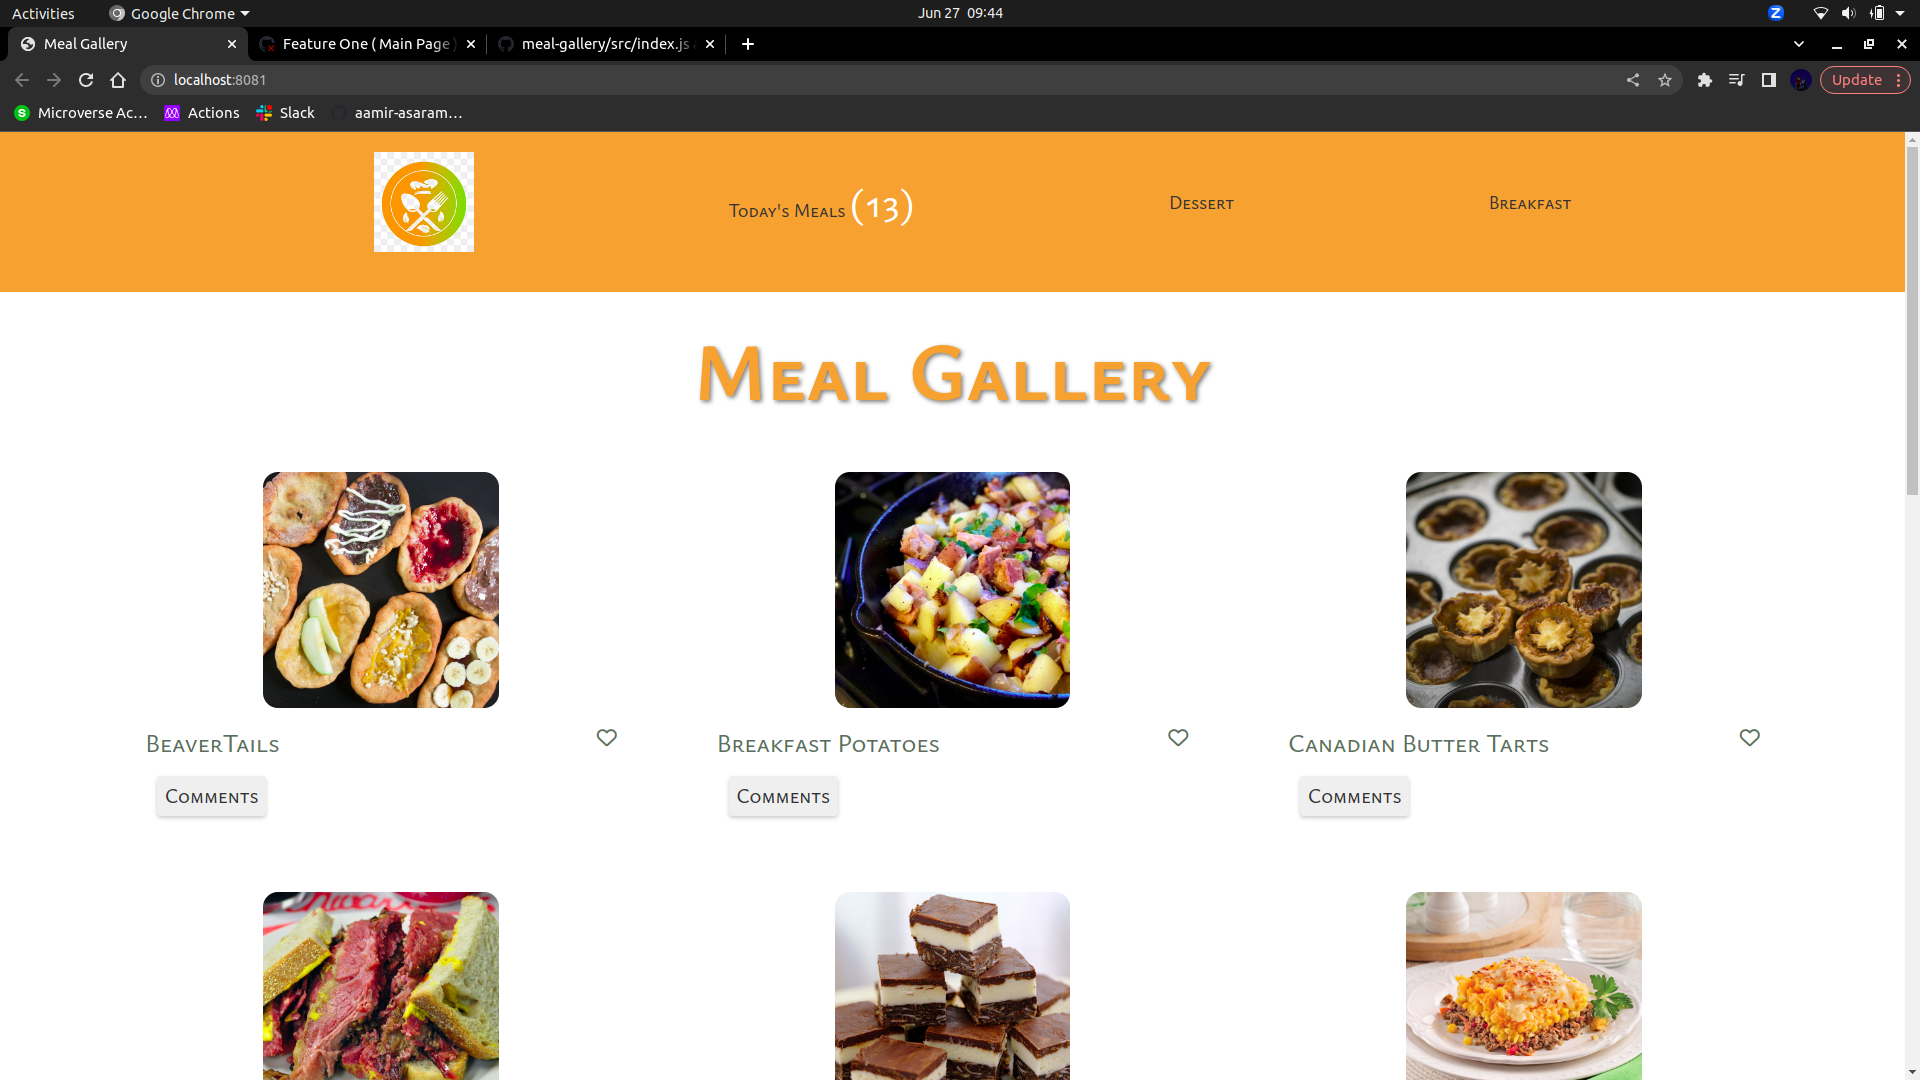 Activities Google Chrome Jun 27 09:44
Meal Gallery Feature One ( Main Page ) meal-gallery/src/index.js
localhost:8081 Update
Microverse Ac... Actions Slack aamir-asaram...
Today's Meals (13) Dessert Breakfast
Meal Gallery
BeaverTails Breakfast Potatoes Canadian Butter Tarts
Comments Comments Comments